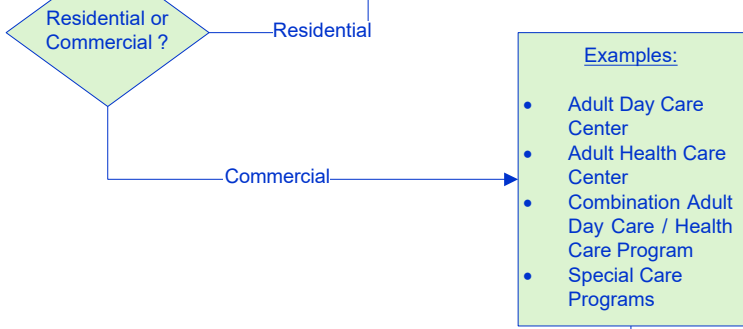 Residential or
Commercial ?
Residential
Examples:
• Adult Day Care
Center
• Adult Health Care
Center
• Combination Adult
Day Care / Health
Care Program
• Special Care
Programs
Commercial